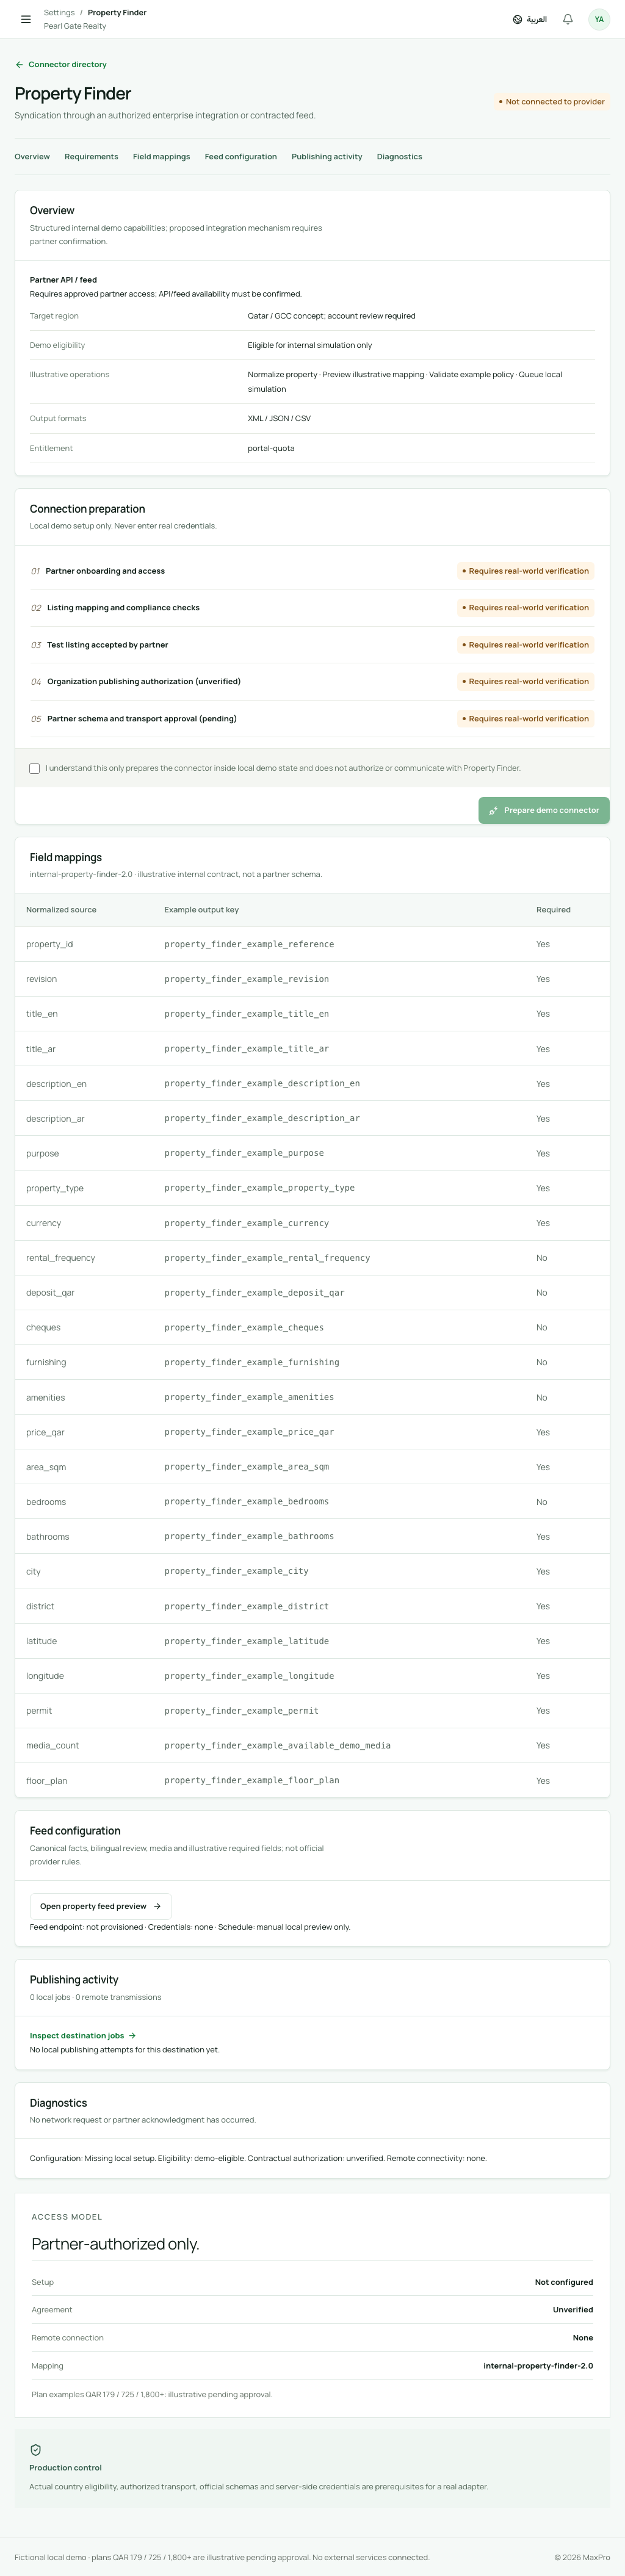 Settings / Property Finder
Pearl Gate Realty
العربية
YA
Connector directory
Property Finder
Syndication through an authorized enterprise integration or contracted feed.
Not connected to provider
Overview Requirements Field mappings Feed configuration Publishing activity Diagnostics
Overview
Structured internal demo capabilities; proposed integration mechanism requires
partner confirmation.
Partner API / feed
Requires approved partner access; API/feed availability must be confirmed.
Target region Qatar / GCC concept; account review required
Demo eligibility Eligible for internal simulation only
Illustrative operations Normalize property · Preview illustrative mapping · Validate example policy · Queue local
simulation
Output formats XML / JSON / CSV
Entitlement portal-quota
Connection preparation
Local demo setup only. Never enter real credentials.
01 Partner onboarding and access Requires real-world verification
02 Listing mapping and compliance checks Requires real-world verification
03 Test listing accepted by partner Requires real-world verification
04 Organization publishing authorization (unverified) Requires real-world verification
05 Partner schema and transport approval (pending) Requires real-world verification
I understand this only prepares the connector inside local demo state and does not authorize or communicate with Property Finder.
Prepare demo connector
Field mappings
internal-property-finder-2.0 · illustrative internal contract, not a partner schema.
Normalized source Example output key Required
property_id property_finder_example_reference Yes
revision property_finder_example_revision Yes
title_en property_finder_example_title_en Yes
title_ar property_finder_example_title_ar Yes
description_en property_finder_example_description_en Yes
description_ar property_finder_example_description_ar Yes
purpose property_finder_example_purpose Yes
property_type property_finder_example_property_type Yes
currency property_finder_example_currency Yes
rental_frequency property_finder_example_rental_frequency No
deposit_qar property_finder_example_deposit_qar No
cheques property_finder_example_cheques No
furnishing property_finder_example_furnishing No
amenities property_finder_example_amenities No
price_qar property_finder_example_price_qar Yes
area_sqm property_finder_example_area_sqm Yes
bedrooms property_finder_example_bedrooms No
bathrooms property_finder_example_bathrooms Yes
city property_finder_example_city Yes
district property_finder_example_district Yes
latitude property_finder_example_latitude Yes
longitude property_finder_example_longitude Yes
permit property_finder_example_permit Yes
media_count property_finder_example_available_demo_media Yes
floor_plan property_finder_example_floor_plan Yes
Feed configuration
Canonical facts, bilingual review, media and illustrative required fields; not official
provider rules.
Open property feed preview
Feed endpoint: not provisioned · Credentials: none · Schedule: manual local preview only.
Publishing activity
0 local jobs · 0 remote transmissions
Inspect destination jobs
No local publishing attempts for this destination yet.
Diagnostics
No network request or partner acknowledgment has occurred.
Configuration: Missing local setup. Eligibility: demo-eligible. Contractual authorization: unverified. Remote connectivity: none.
ACCESS MODEL
Partner-authorized only.
Setup Not configured
Agreement Unverified
Remote connection None
Mapping internal-property-finder-2.0
Plan examples QAR 179 / 725 / 1,800+: illustrative pending approval.
Production control
Actual country eligibility, authorized transport, official schemas and server-side credentials are prerequisites for a real adapter.
Fictional local demo · plans QAR 179 / 725 / 1,800+ are illustrative pending approval. No external services connected.
© 2026 MaxPro